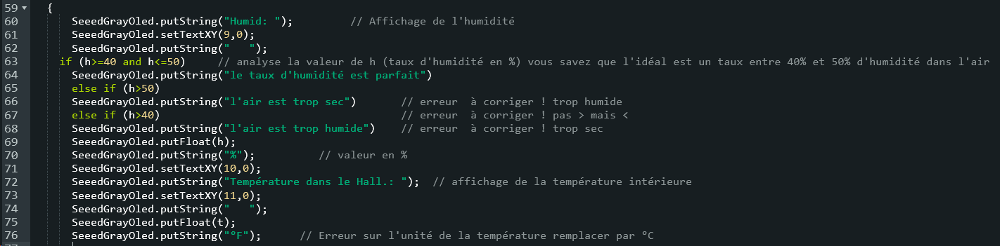 59 {
60 SeeedGrayOled.putString("Humid: "); // Affichage de l'humidité
61 SeeedGrayOled.setTextXY(9,0);
62 SeeedGrayOled.putString("   ");
63 if (h>=40 and h<=50) // analyse la valeur de h (taux d'humidité en %) vous savez que l'idéal est un taux entre 40% et 50% d'humidité dans l'air
64 SeeedGrayOled.putString("le taux d'humidité est parfait")
65 else if (h>50)
66 SeeedGrayOled.putString("l'air est trop sec") // erreur  à corriger ! trop humide
67 else if (h>40) // erreur  à corriger ! pas > mais <
68 SeeedGrayOled.putString("l'air est trop humide") // erreur  à corriger ! trop sec
69 SeeedGrayOled.putFloat(h);
70 SeeedGrayOled.putString("%"); // valeur en %
71 SeeedGrayOled.setTextXY(10,0);
72 SeeedGrayOled.putString("Température dans le Hall.: "); // affichage de la température intérieure
73 SeeedGrayOled.setTextXY(11,0);
74 SeeedGrayOled.putString("   ");
75 SeeedGrayOled.putFloat(t);
76 SeeedGrayOled.putString("°F"); // Erreur sur l'unité de la température remplacer par °C